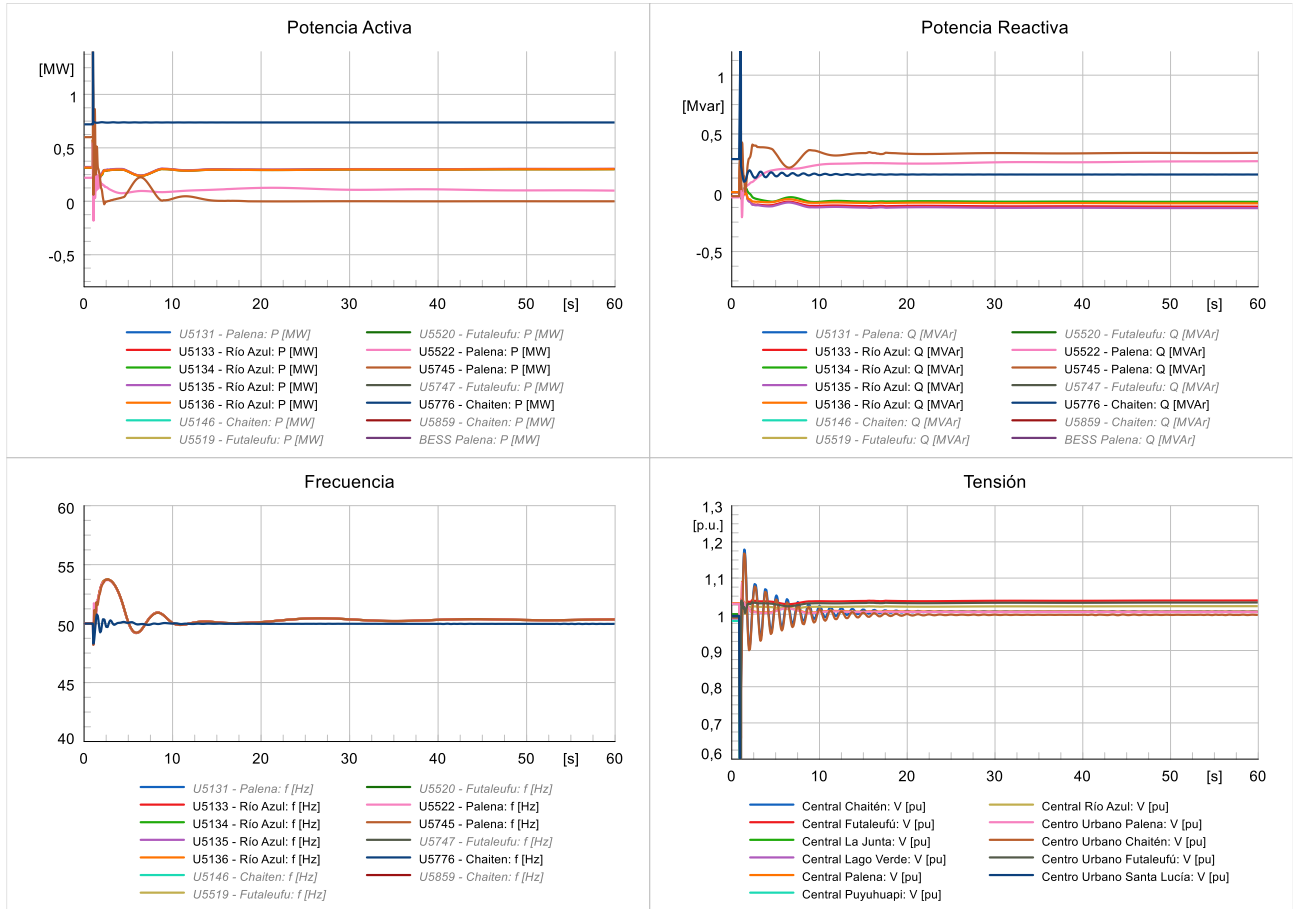 Potencia Activa
[MW]
1
0,5
0
-0,5
0 10 20 30 40 [s] 60
U5131 - Palena: P [MW] U5520 - Futaleufu: P [MW]
U5133 - Río Azul: P [MW] U5522 - Palena: P [MW]
U5134 - Río Azul: P [MW] U5745 - Palena: P [MW]
U5135 - Río Azul: P [MW] U5747 - Futaleufu: P [MW]
U5136 - Río Azul: P [MW] U5776 - Chaiten: P [MW]
U5146 - Chaiten: P [MW] U5859 - Chaiten: P [MW]
U5519 - Futaleufu: P [MW] BESS Palena: P [MW]
Potencia Reactiva
1
[Mvar]
0,5
0
-0,5
0 10 20 30 40 [s] 60
U5131 - Palena: Q [MVAr] U5520 - Futaleufu: Q [MVAr]
U5133 - Río Azul: Q [MVAr] U5522 - Palena: Q [MVAr]
U5134 - Río Azul: Q [MVAr] U5745 - Palena: Q [MVAr]
U5135 - Río Azul: Q [MVAr] U5747 - Futaleufu: Q [MVAr]
U5136 - Río Azul: Q [MVAr] U5776 - Chaiten: Q [MVAr]
U5146 - Chaiten: Q [MVAr] U5859 - Chaiten: Q [MVAr]
U5519 - Futaleufu: Q [MVAr] BESS Palena: Q [MVAr]
Frecuencia
60
55
50
45
40
0 10 20 30 40 [s] 60
U5131 - Palena: f [Hz] U5520 - Futaleufu: f [Hz]
U5133 - Río Azul: f [Hz] U5522 - Palena: f [Hz]
U5134 - Río Azul: f [Hz] U5745 - Palena: f [Hz]
U5135 - Río Azul: f [Hz] U5747 - Futaleufu: f [Hz]
U5136 - Río Azul: f [Hz] U5776 - Chaiten: f [Hz]
U5146 - Chaiten: f [Hz] U5859 - Chaiten: f [Hz]
U5519 - Futaleufu: f [Hz]
Tensión
1,3
[p.u.]
1,2
1,1
1
0,9
0,8
0,7
0,6
0 10 20 30 40 [s] 60
Central Chaitén: V [pu] Central Río Azul: V [pu]
Central Futaleufú: V [pu] Centro Urbano Palena: V [pu]
Central La Junta: V [pu] Centro Urbano Chaitén: V [pu]
Central Lago Verde: V [pu] Centro Urbano Futaleufú: V [pu]
Central Palena: V [pu] Centro Urbano Santa Lucía: V [pu]
Central Puyuhuapi: V [pu]